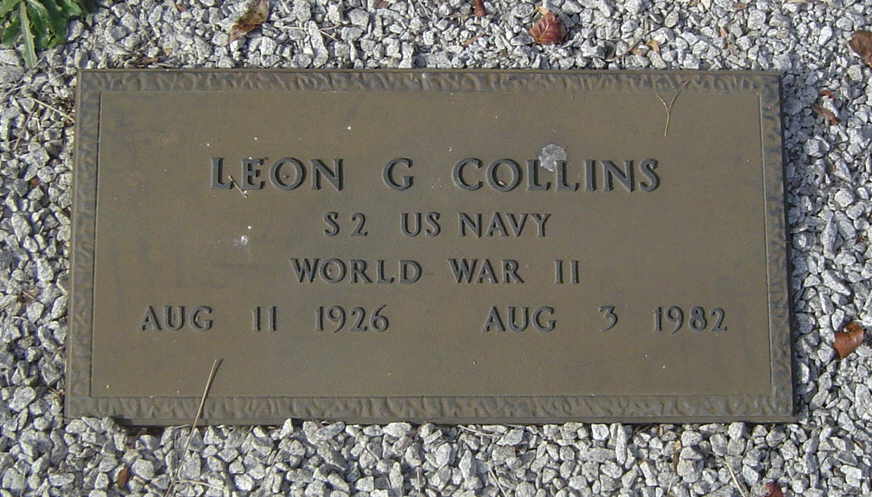 LEON G COLLINS
S2 US NAVY
WORLD WAR II
AUG 11 1926 AUG 3 1982